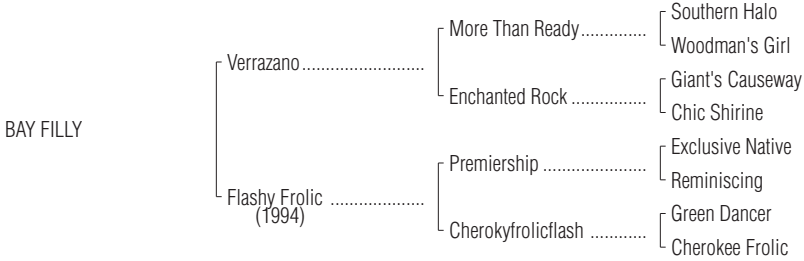 Southern Halo
More Than Ready..............
Woodman's Girl
Verrazano..........................
Giant's Causeway
Enchanted Rock ................
Chic Shirine
BAY FILLY
Exclusive Native
Premiership ......................
Reminiscing
Flashy Frolic ....................
(1994)
Green Dancer
Cherokyfrolicflash ............
Cherokee Frolic